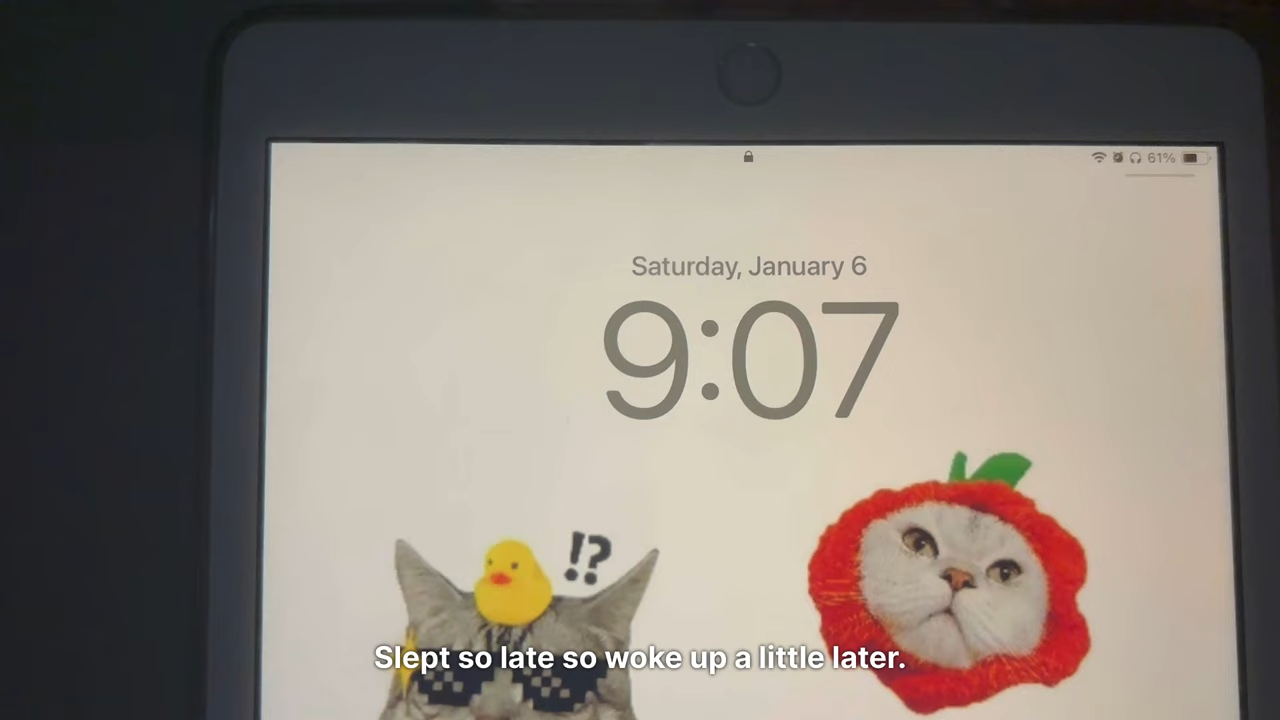 61%
Saturday, January 6
9:07
!?
Slept so late so woke up a little later.